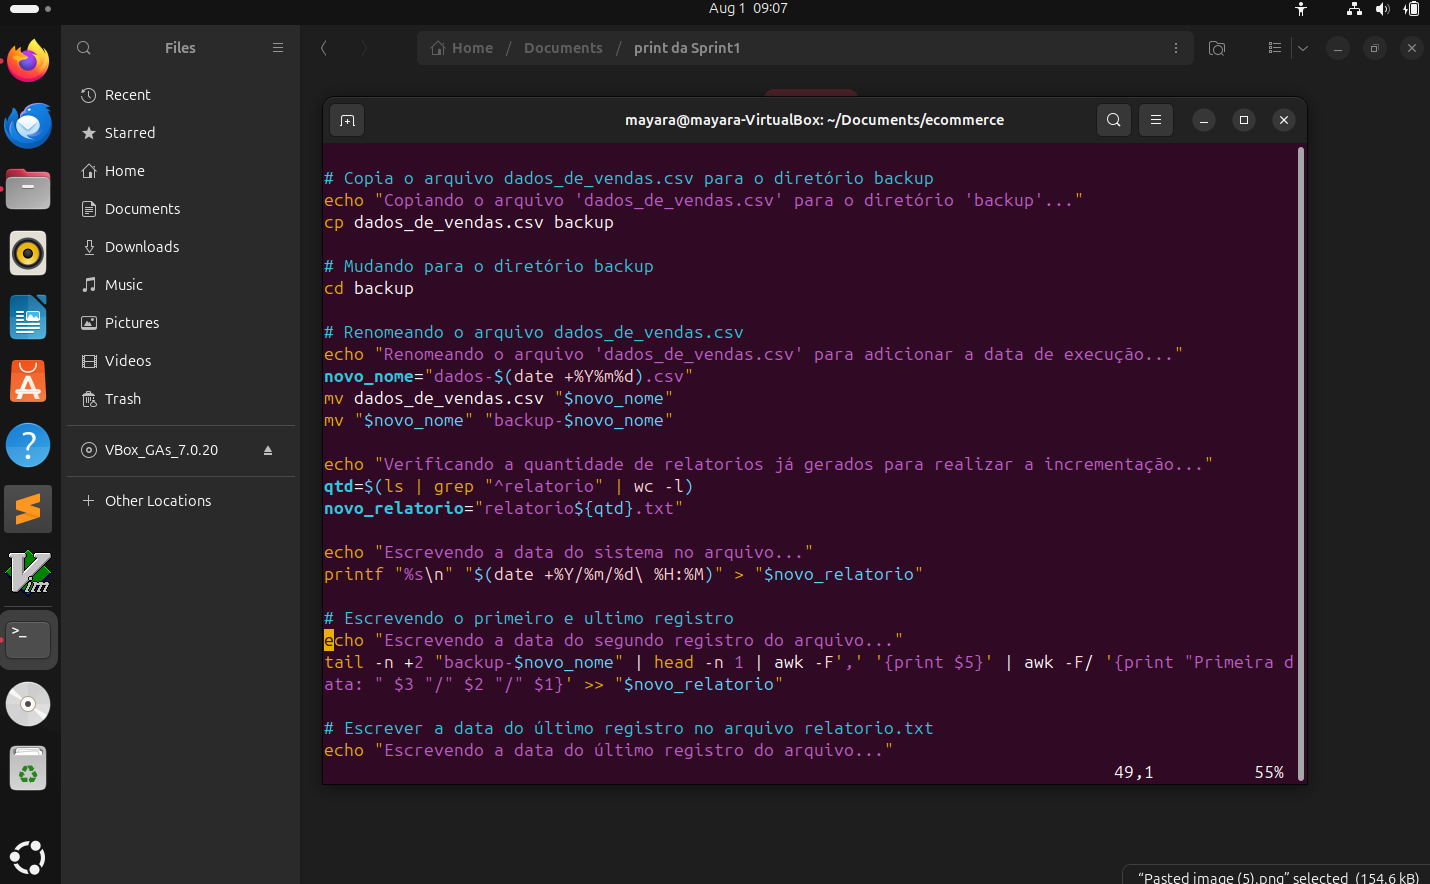 Aug 1 09:07
Files
Home / Documents / print da Sprint1
Recent
Starred
Home
Documents
Downloads
Music
Pictures
Videos
Trash
VBox_GAs_7.0.20
Other Locations
mayara@mayara-VirtualBox: ~/Documents/ecommerce
# Copia o arquivo dados_de_vendas.csv para o diretório backup
echo "Copiando o arquivo 'dados_de_vendas.csv' para o diretório 'backup'..."
cp dados_de_vendas.csv backup
# Mudando para o diretório backup
cd backup
# Renomeando o arquivo dados_de_vendas.csv
echo "Renomeando o arquivo 'dados_de_vendas.csv' para adicionar a data de execução..."
novo_nome="dados-$(date +%Y%m%d).csv"
mv dados_de_vendas.csv "$novo_nome"
mv "$novo_nome" "backup-$novo_nome"
echo "Verificando a quantidade de relatorios já gerados para realizar a incrementação..."
qtd=$(ls | grep "^relatorio" | wc -l)
novo_relatorio="relatorio${qtd}.txt"
echo "Escrevendo a data do sistema no arquivo..."
printf "%s\n" "$(date +%Y/%m/%d\ %H:%M)" > "$novo_relatorio"
# Escrevendo o primeiro e ultimo registro
echo "Escrevendo a data do segundo registro do arquivo..."
tail -n +2 "backup-$novo_nome" | head -n 1 | awk -F',' '{print $5}' | awk -F/ '{print "Primeira d
ata: " $3 "/" $2 "/" $1}' >> "$novo_relatorio"
# Escrever a data do último registro no arquivo relatorio.txt
echo "Escrevendo a data do último registro do arquivo..."
49,1 55%
Vim
>_
"Pasted image (5).png" selected (154.6 kB)